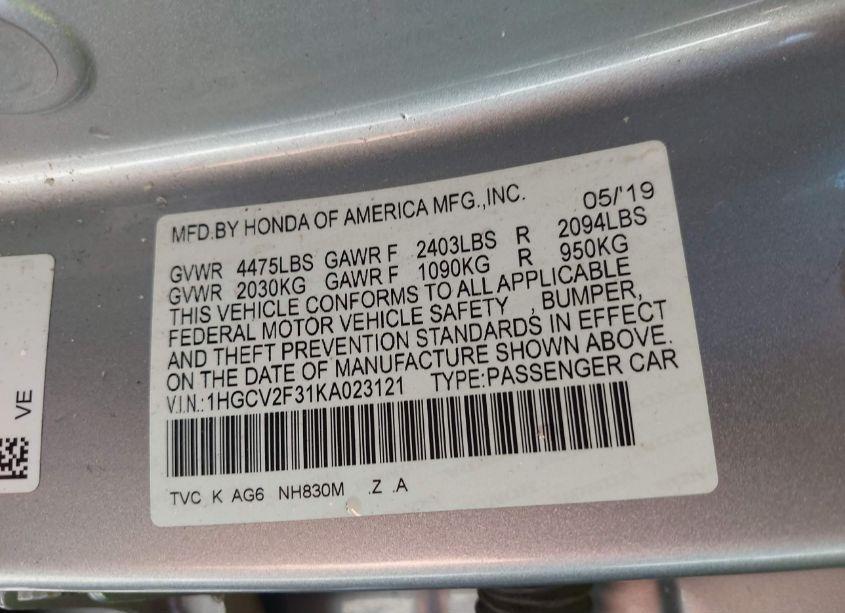 MFD.BY HONDA OF AMERICA MFG.,INC. 05/'19
GVWR 4475LBS GAWR F 2403LBS R 2094LBS
GVWR 2030KG GAWR F 1090KG R 950KG
THIS VEHICLE CONFORMS TO ALL APPLICABLE
FEDERAL MOTOR VEHICLE SAFETY , BUMPER,
AND THEFT PREVENTION STANDARDS IN EFFECT
ON THE DATE OF MANUFACTURE SHOWN ABOVE.
V.I.N.:1HGCV2F31KA023121 TYPE:PASSENGER CAR
TVC K AG6 NH830M .Z .A
VE